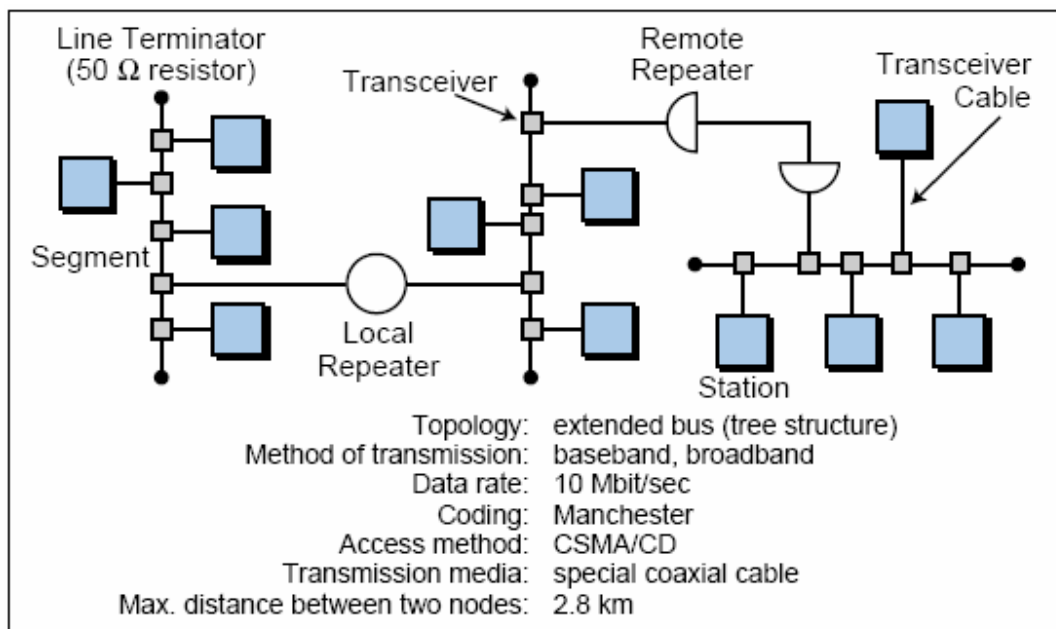 Line Terminator
(50 Ω resistor)
Transceiver
Remote
Repeater
Transceiver
Cable
Segment
Local
Repeater
Station
Topology: extended bus (tree structure)
Method of transmission: baseband, broadband
Data rate: 10 Mbit/sec
Coding: Manchester
Access method: CSMA/CD
Transmission media: special coaxial cable
Max. distance between two nodes: 2.8 km